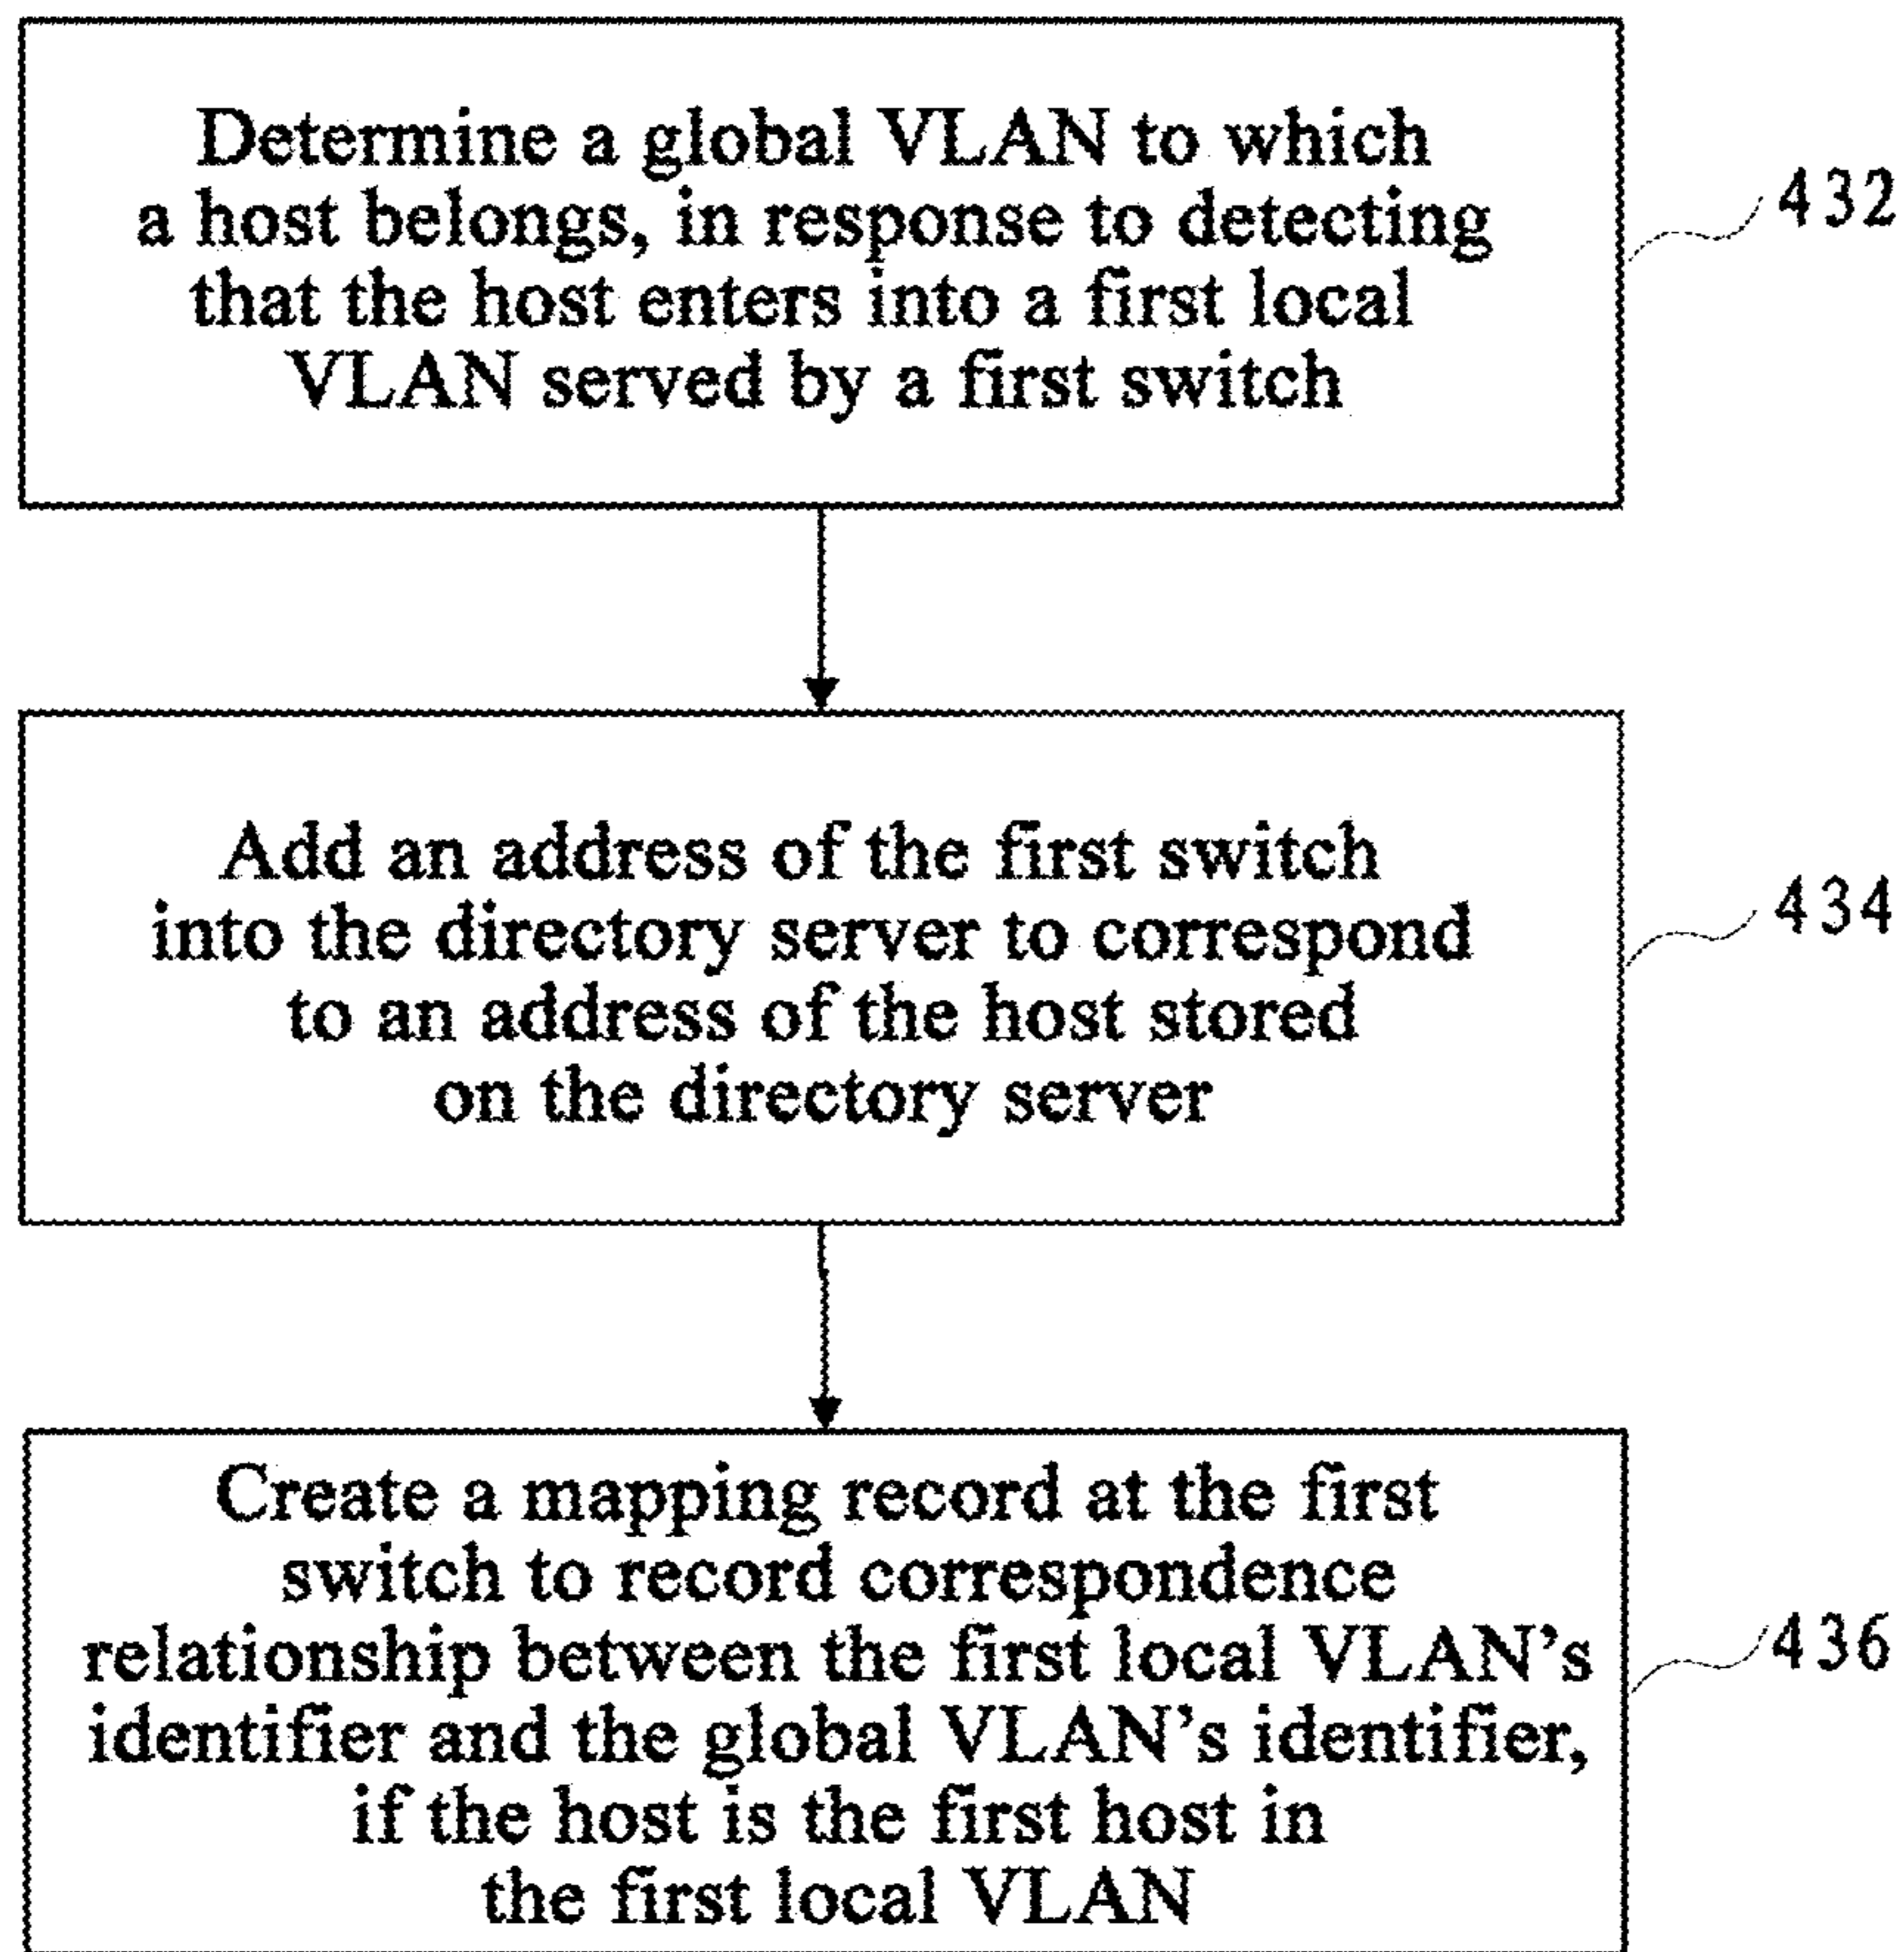 Determine a global VLAN to which
a host belongs, in response to detecting
that the host enters into a first local
VLAN served by a first switch
432
Add an address of the first switch
into the directory server to correspond
to an address of the host stored
on the directory server
434
Create a mapping record at the first
switch to record correspondence
relationship between the first local VLAN's
identifier and the global VLAN's identifier,
if the host is the first host in
the first local VLAN
436